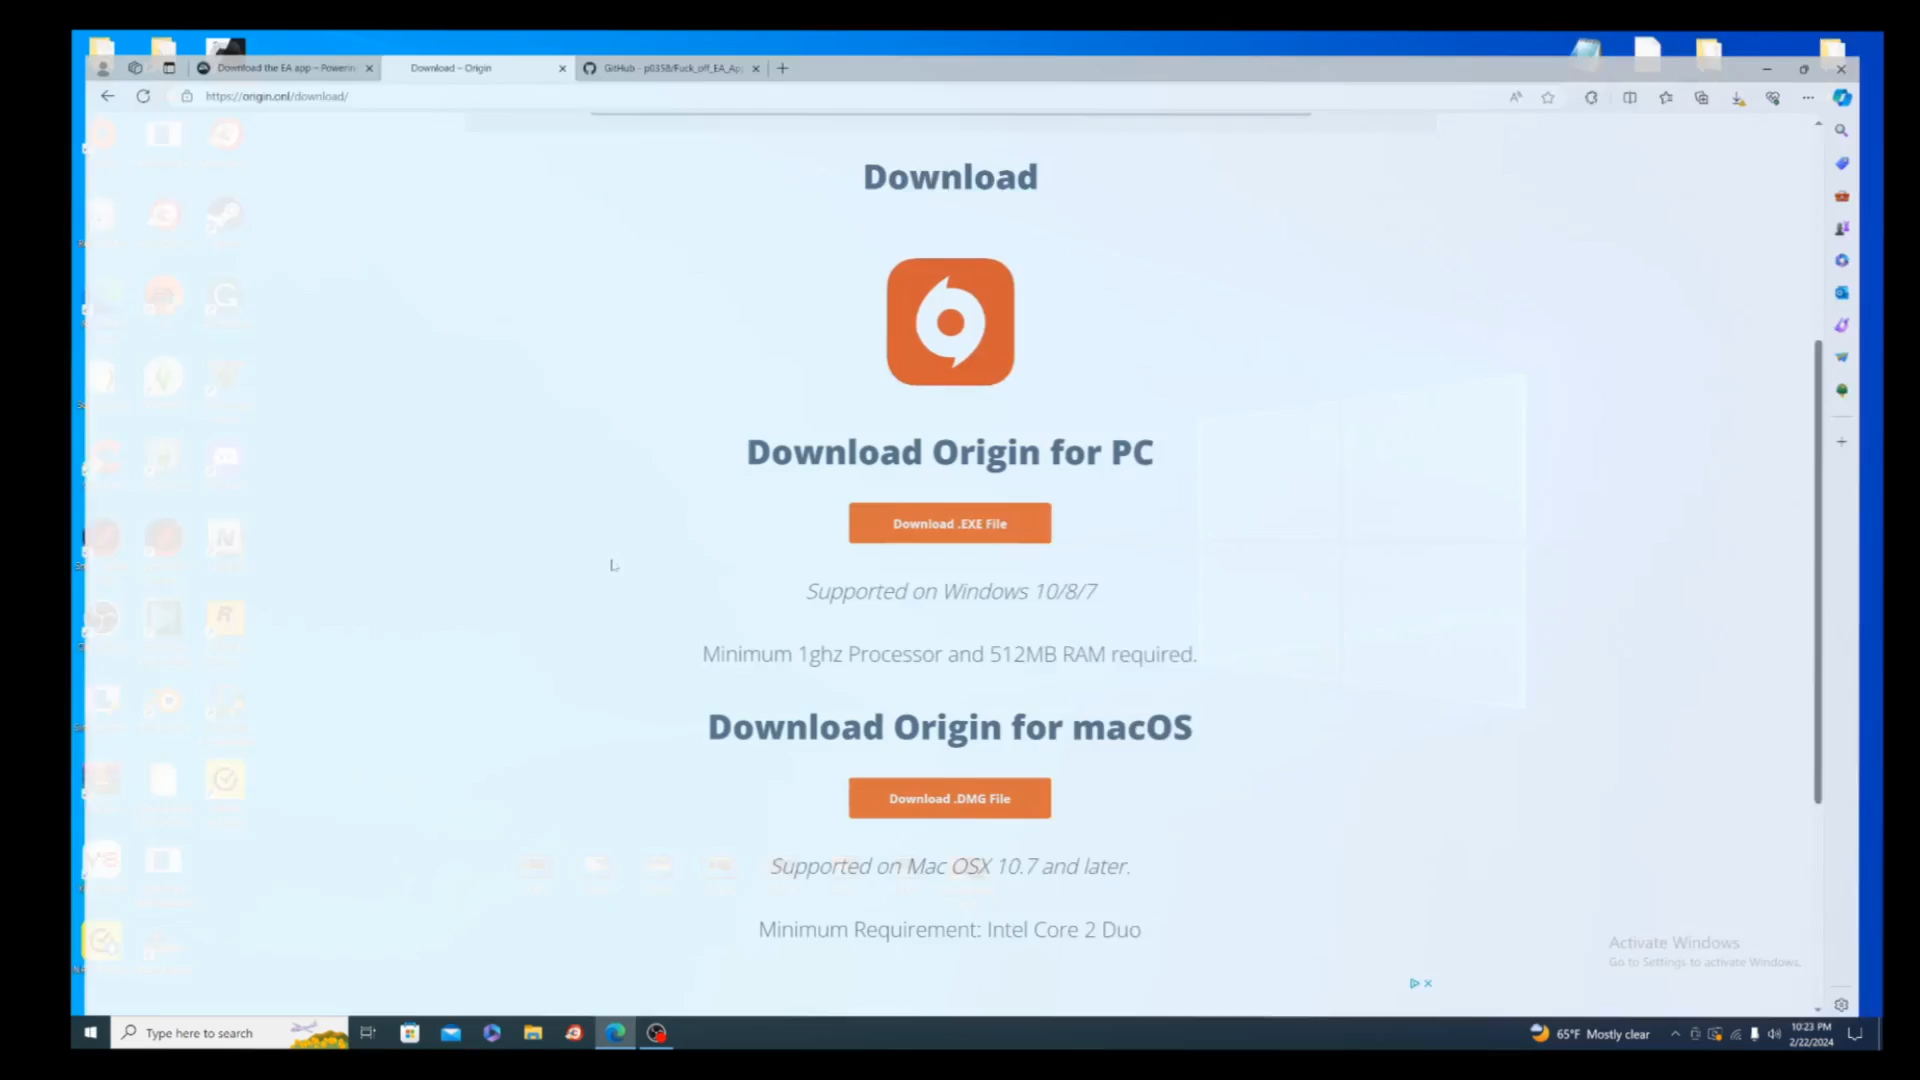 Download the EA app – Powerin
Download – Origin
GitHub - p0358/Fuck_off_EA_Ap
https://origin.onl/download/
Download
Download Origin for PC
Download .EXE File
Supported on Windows 10/8/7
Minimum 1ghz Processor and 512MB RAM required.
Download Origin for macOS
Download .DMG File
Supported on Mac OSX 10.7 and later.
Minimum Requirement: Intel Core 2 Duo
Activate Windows
Go to Settings to activate Windows.
Type here to search
65°F Mostly clear
10:23 PM
2/22/2024